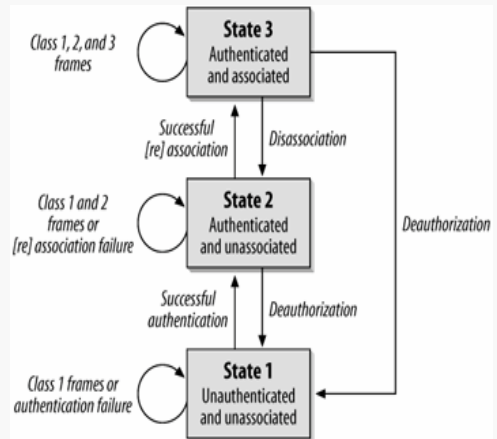 State 3
Authenticated
and associated
Class 1, 2, and 3
frames
Successful
[re] association
Disassociation
State 2
Authenticated
and unassociated
Class 1 and 2
frames or
[re] association failure
Deauthorization
Successful
authentication
Deauthorization
State 1
Unauthenticated
and unassociated
Class 1 frames or
authentication failure